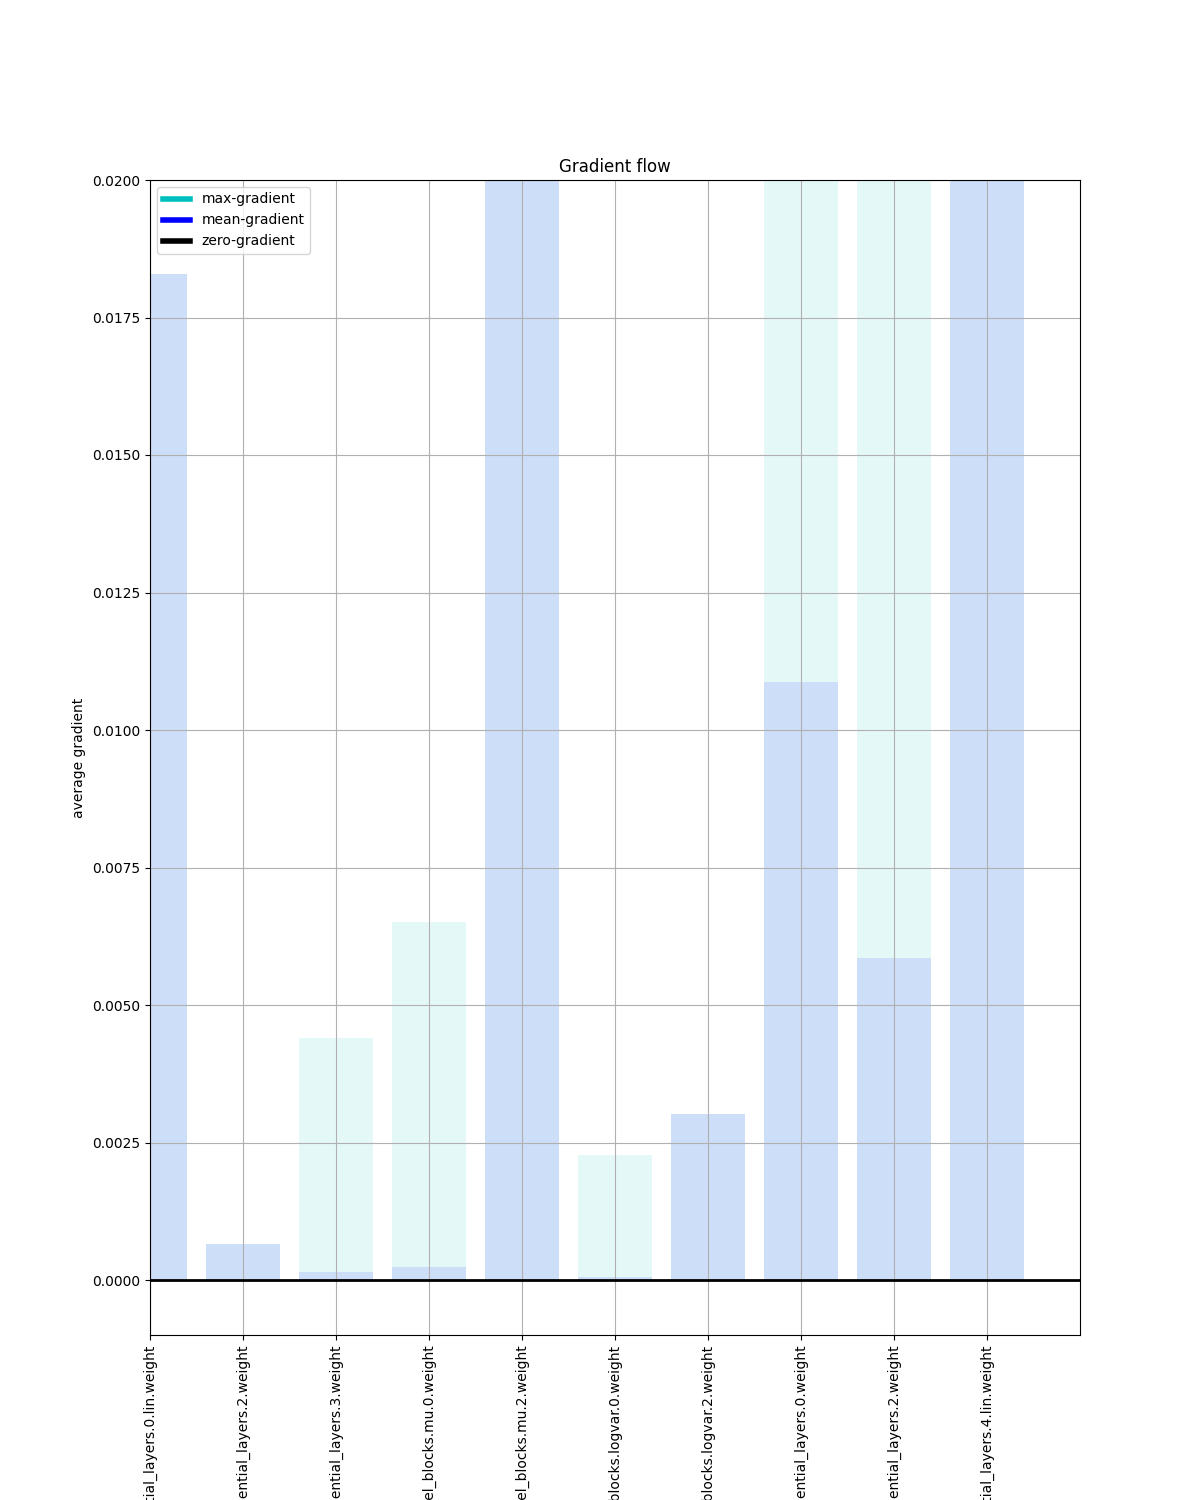 Gradient flow
max-gradient
mean-gradient
zero-gradient
0.0200
0.0175
0.0150
0.0125
0.0100
0.0075
0.0050
0.0025
0.0000
average gradient
tial_layers.0.lin.weight
ential_layers.2.weight
ential_layers.3.weight
el_blocks.mu.0.weight
el_blocks.mu.2.weight
blocks.logvar.0.weight
blocks.logvar.2.weight
ential_layers.0.weight
ential_layers.2.weight
tial_layers.4.lin.weight